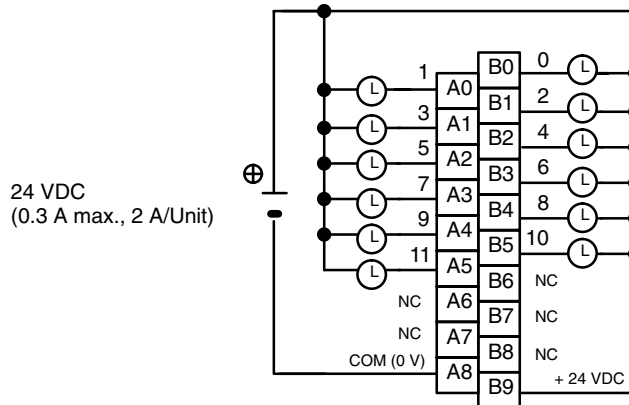 B0 0 L
1 L A0
B1 2 L
3 L A1
B2 4 L
5 L A2
B3 6 L
7 L A3
B4 8 L
9 L A4
B5 10 L
11 L A5
B6 NC
NC A6
B7 NC
NC A7
B8 NC
COM (0 V) A8
B9 + 24 VDC
24 VDC
(0.3 A max., 2 A/Unit)